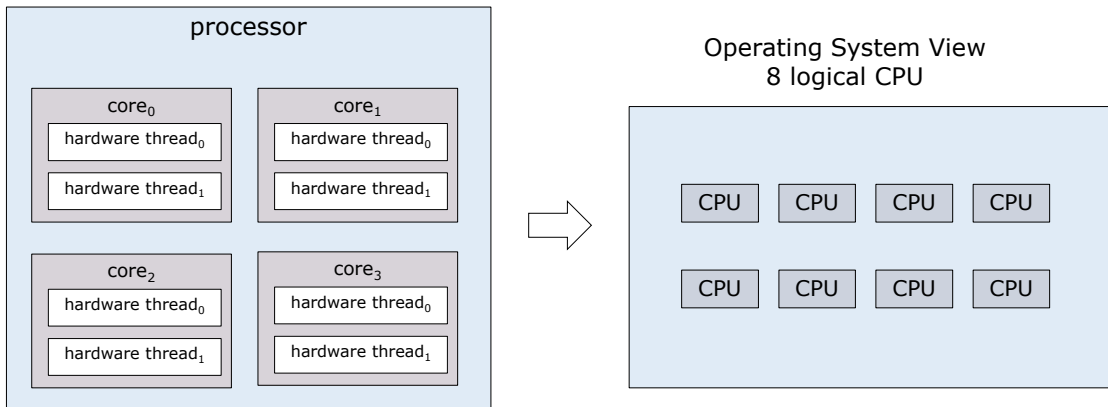 processor
core₀
hardware thread₀
hardware thread₁
core₁
hardware thread₀
hardware thread₁
core₂
hardware thread₀
hardware thread₁
core₃
hardware thread₀
hardware thread₁
Operating System View
8 logical CPU
CPU CPU CPU CPU
CPU CPU CPU CPU